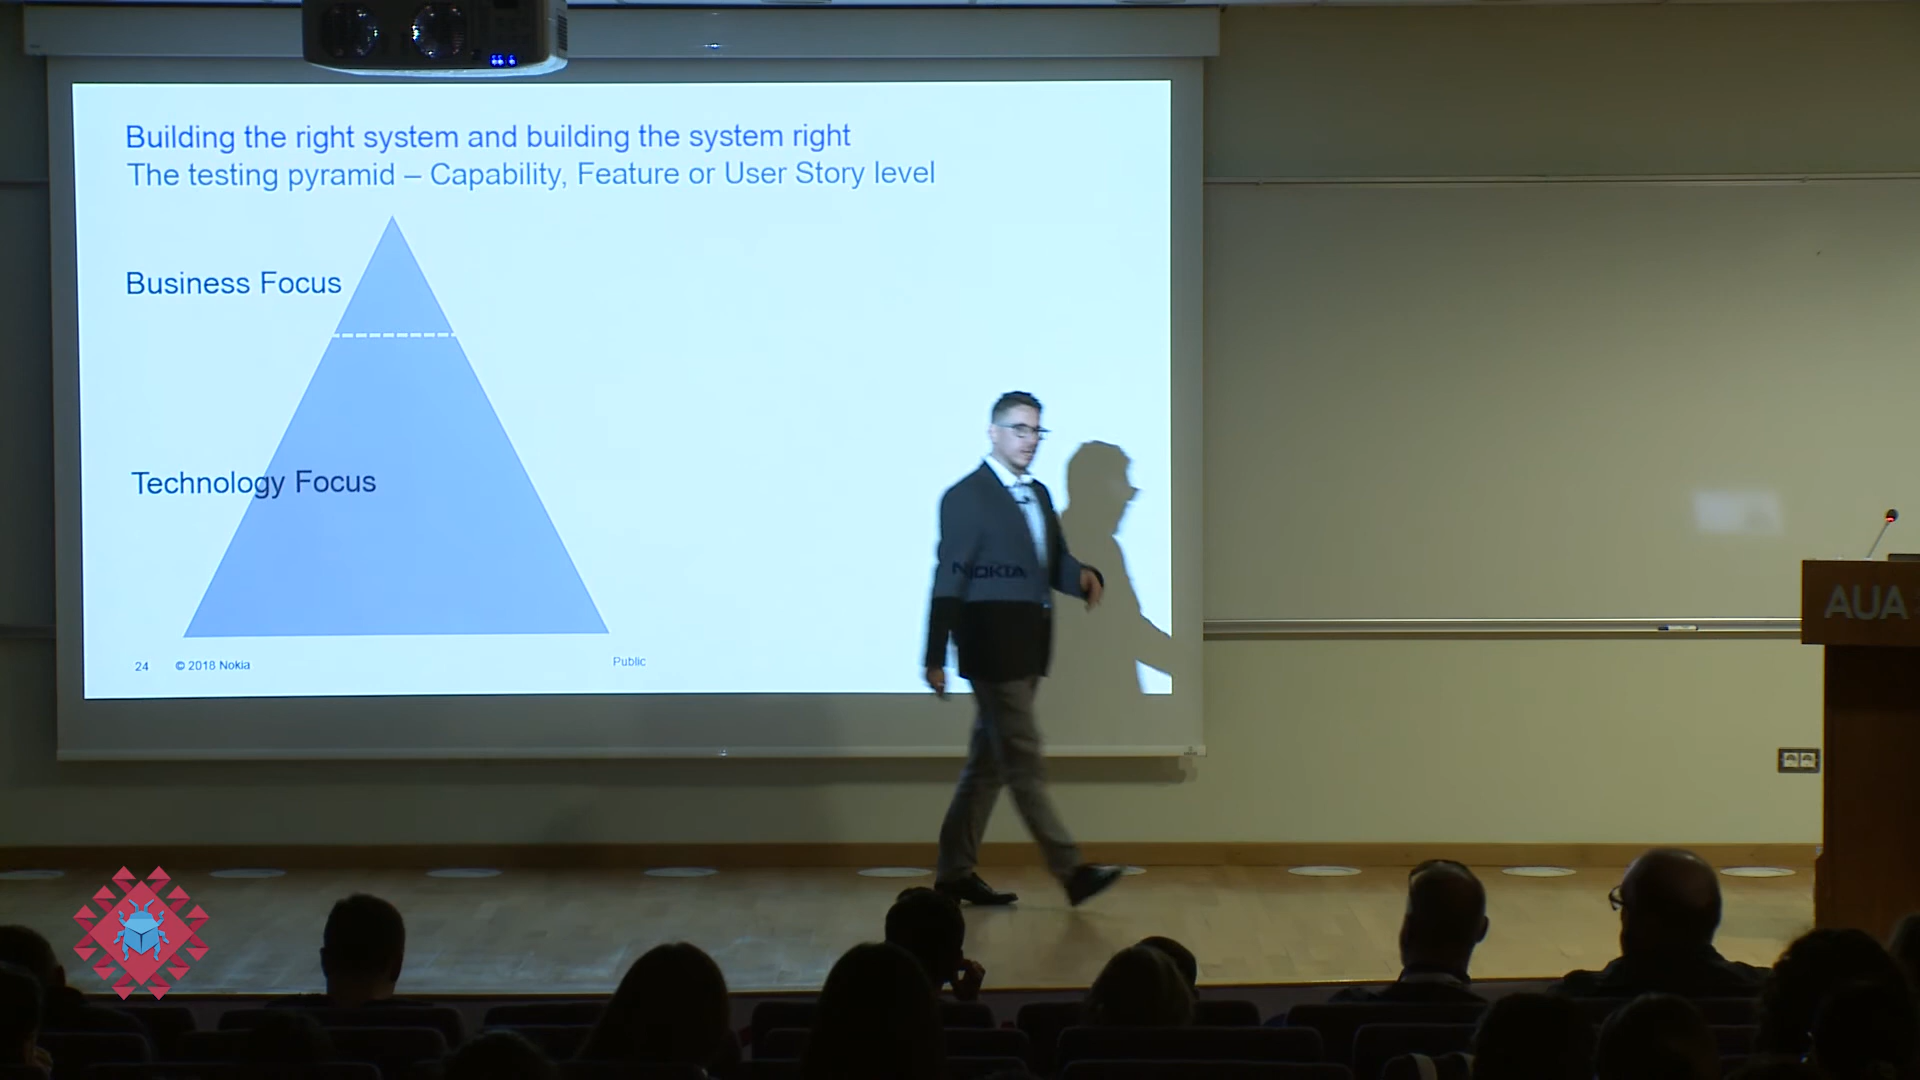 Building the right system and building the system right
The testing pyramid – Capability, Feature or User Story level
Business Focus
Technology Focus
NOKIA
24 © 2018 Nokia
Public
AUA